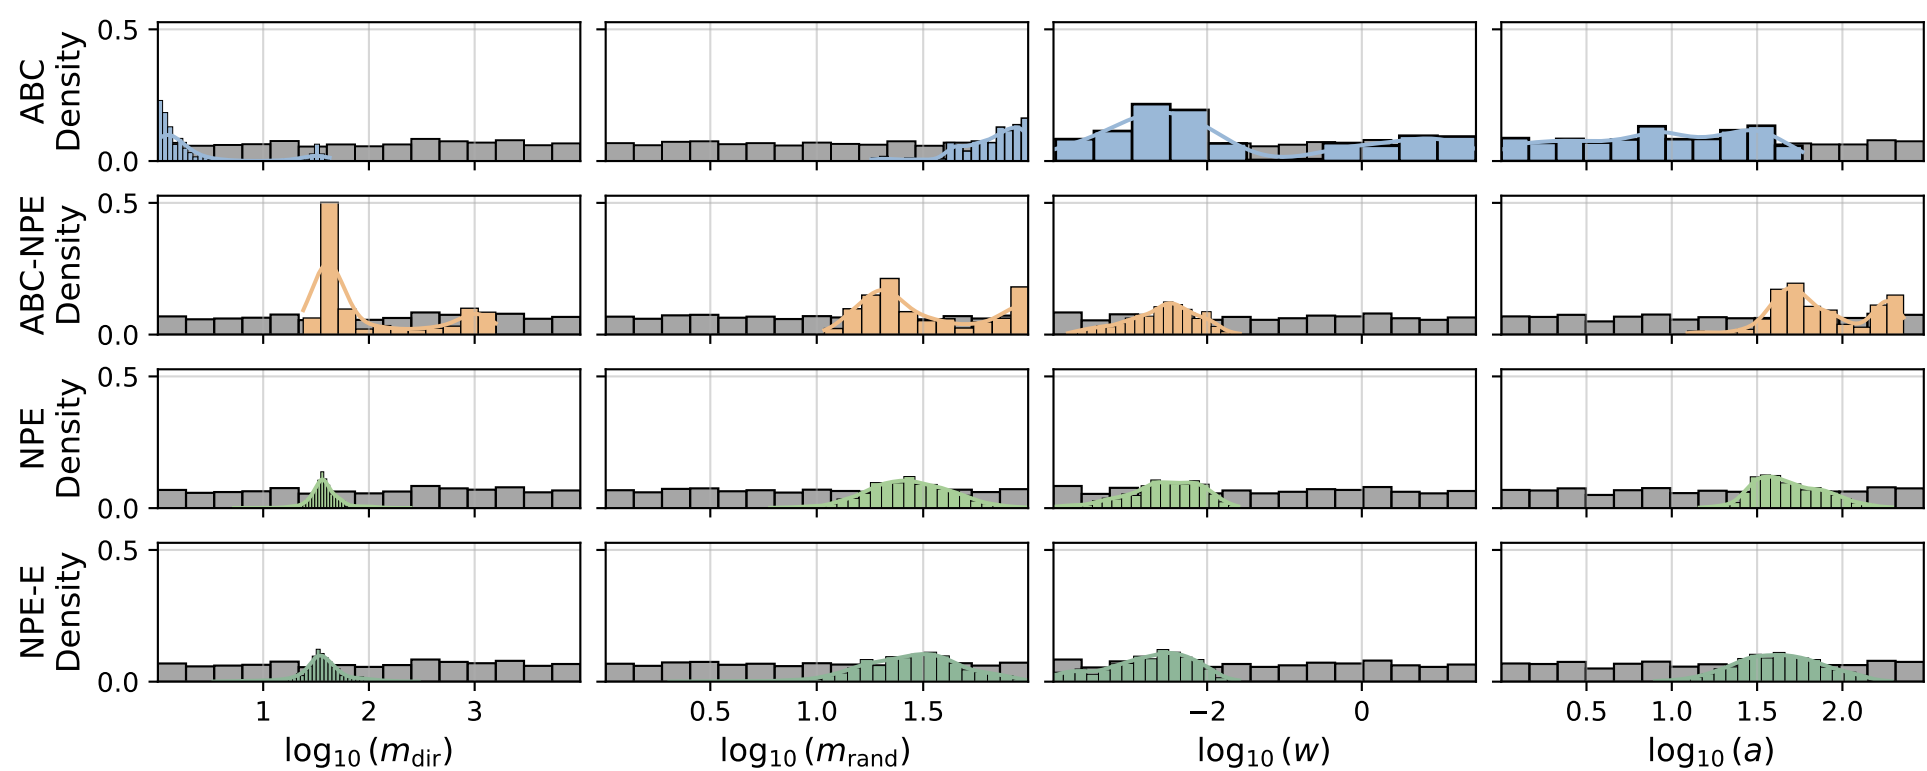 ABC
Density
0.5
0.0
ABC-NPE
Density
0.5
0.0
NPE
Density
0.5
0.0
NPE-E
Density
0.5
0.0
1 2 3
0.5 1.0 1.5
−2 0
0.5 1.0 1.5 2.0
log₁₀ (m_dir)
log₁₀ (m_rand)
log₁₀ (w)
log₁₀ (a)